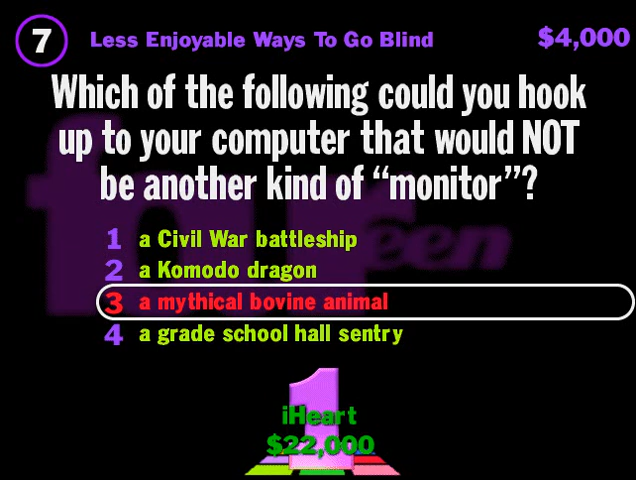 7 Less Enjoyable Ways To Go Blind $4,000
Which of the following could you hook
up to your computer that would NOT
be another kind of “monitor”?
1 a Civil War battleship
2 a Komodo dragon
3 a mythical bovine animal
4 a grade school hall sentry
1
iHeart
$22,000